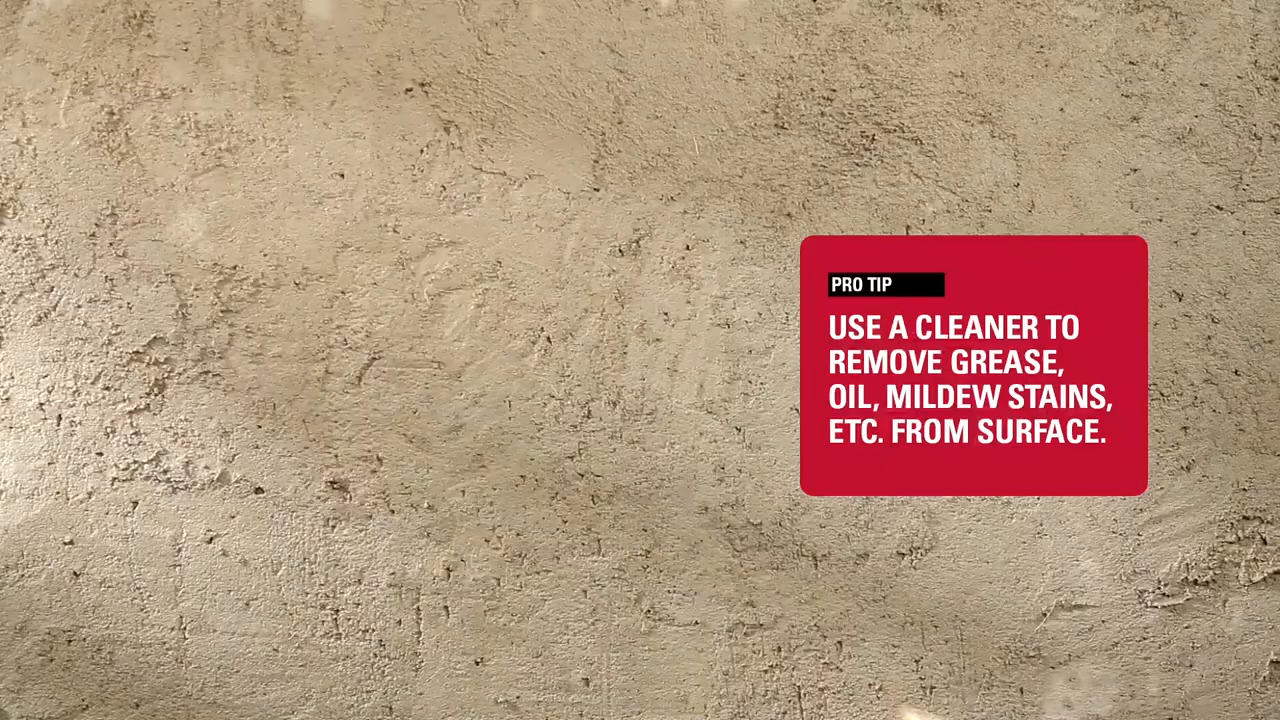 PRO TIP
USE A CLEANER TO
REMOVE GREASE,
OIL, MILDEW STAINS,
ETC. FROM SURFACE.